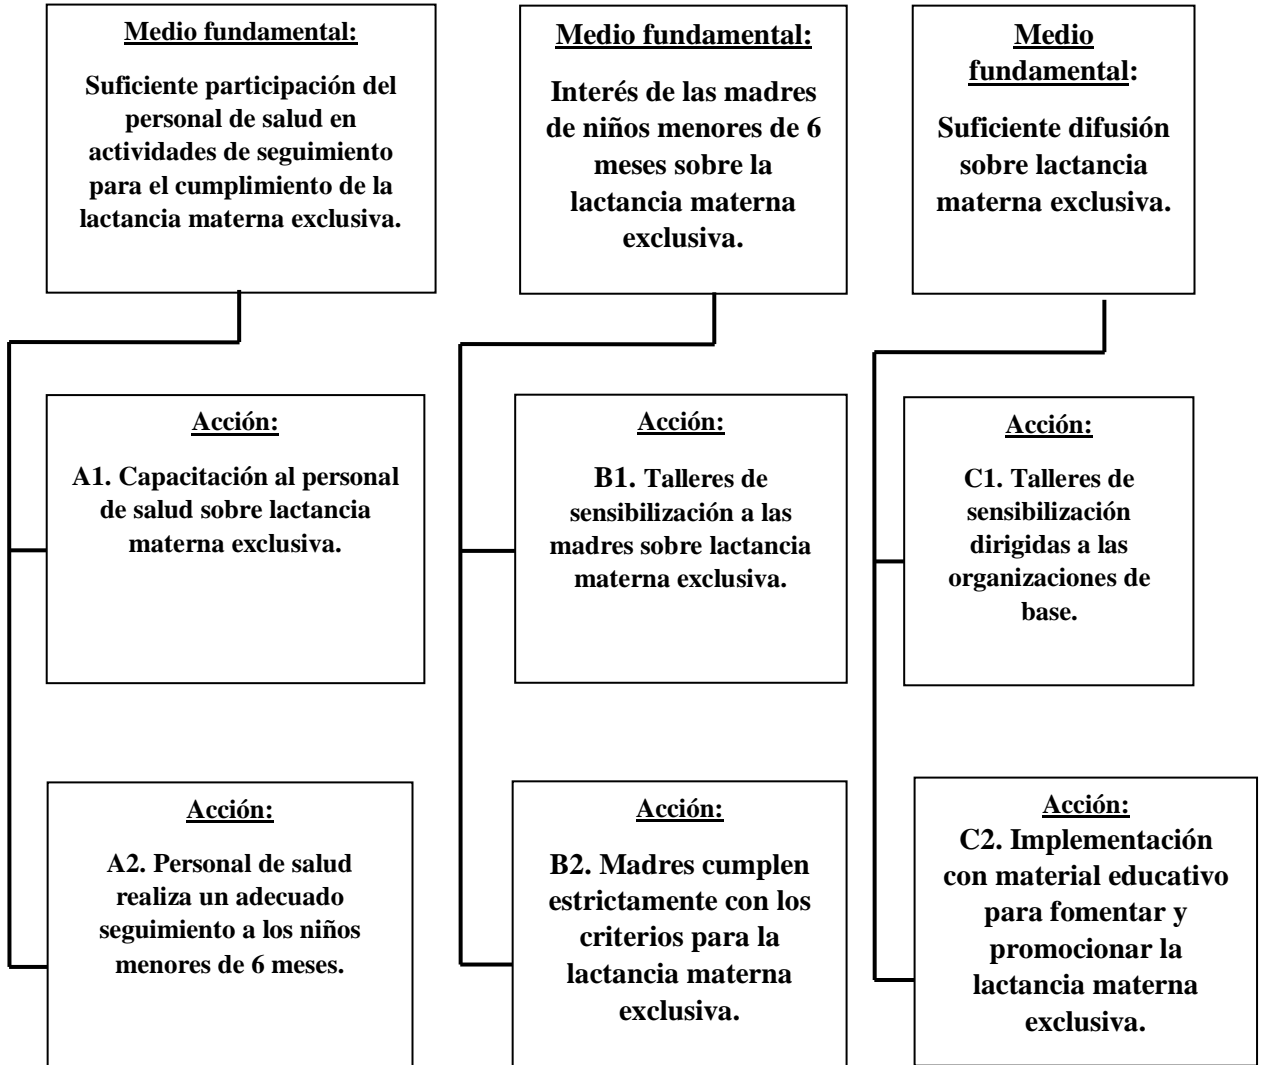 Medio fundamental:
Suficiente participación del
personal de salud en
actividades de seguimiento
para el cumplimiento de la
lactancia materna exclusiva.
Medio fundamental:
Interés de las madres
de niños menores de 6
meses sobre la
lactancia materna
exclusiva.
Medio
fundamental:
Suficiente difusión
sobre lactancia
materna exclusiva.
Acción:
A1. Capacitación al personal
de salud sobre lactancia
materna exclusiva.
Acción:
B1. Talleres de
sensibilización a las
madres sobre lactancia
materna exclusiva.
Acción:
C1. Talleres de
sensibilización
dirigidas a las
organizaciones de
base.
Acción:
A2. Personal de salud
realiza un adecuado
seguimiento a los niños
menores de 6 meses.
Acción:
B2. Madres cumplen
estrictamente con los
criterios para la
lactancia materna
exclusiva.
Acción:
C2. Implementación
con material educativo
para fomentar y
promocionar la
lactancia materna
exclusiva.